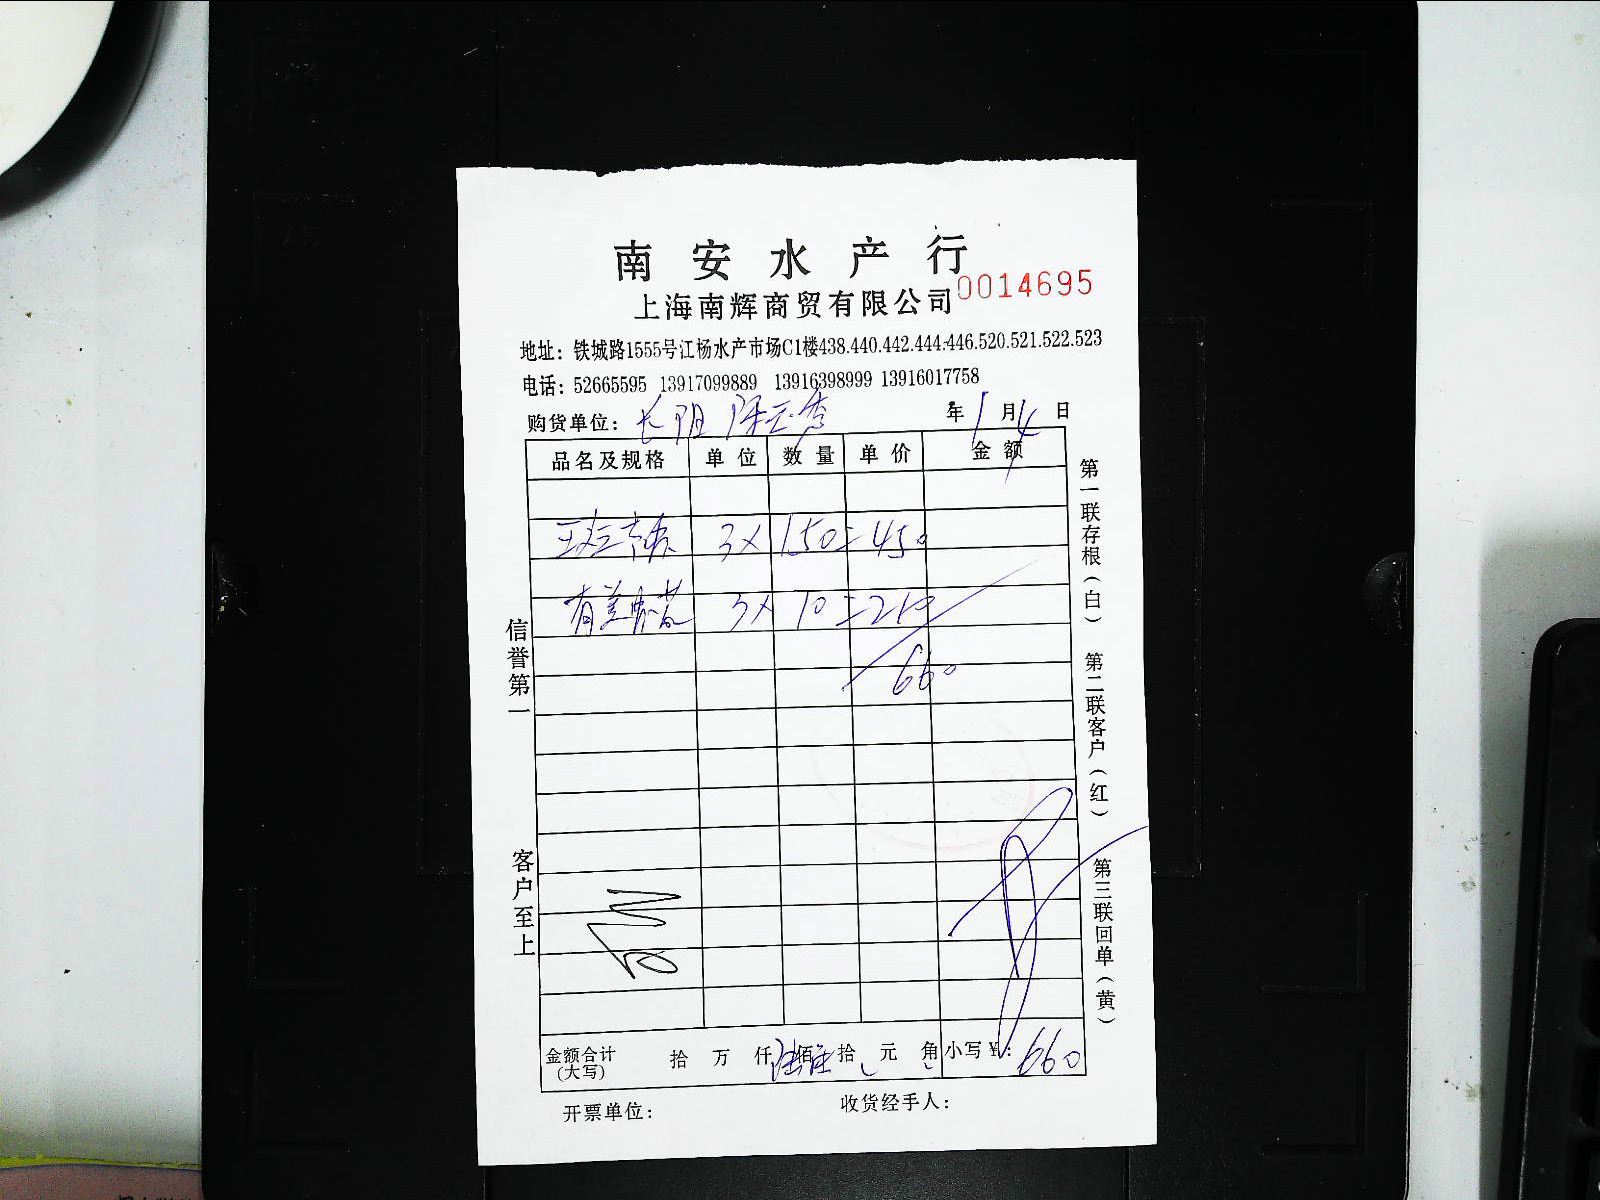 南安水产行
0014695
上海南辉商贸有限公司
地址：铁城路1555号江杨水产市场C1楼438.440.442.444.446.520.521.522.523
电话：52665595 13917099889 13916398999 13916017758
购货单位： 长阳 年 1 月 4 日
品名及规格 单位 数量 单价 金额
3× 150=450
3× 70=210
660
金额合计（大写） 拾 万 仟 陆 佰 陆 拾 元 角 小写￥：660
开票单位： 收货经手人：
信誉第一
客户至上
第一联存根（白）
第二联客户（红）
第三联回单（黄）